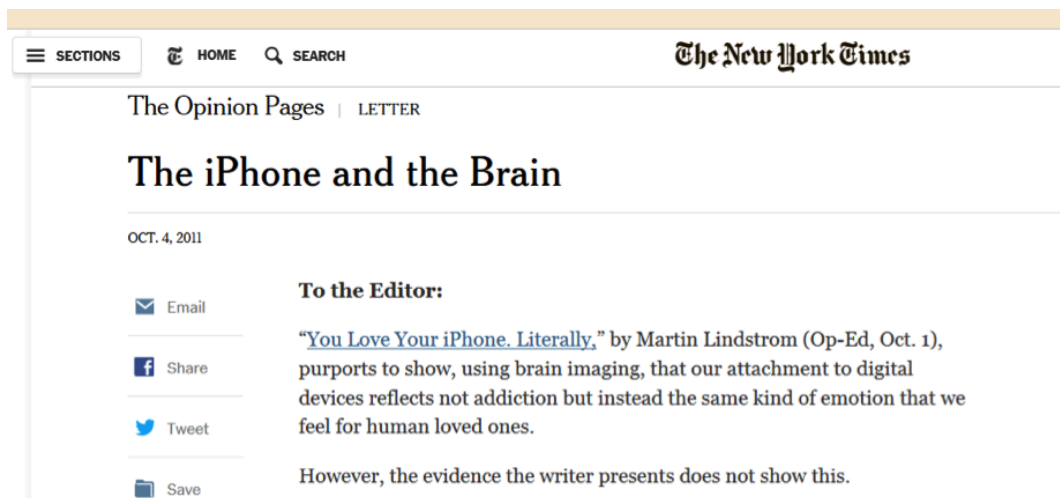 SECTIONS HOME SEARCH The New York Times
The Opinion Pages | LETTER
The iPhone and the Brain
OCT. 4, 2011
Email
Share
Tweet
Save
To the Editor:
“You Love Your iPhone. Literally,” by Martin Lindstrom (Op-Ed, Oct. 1),
purports to show, using brain imaging, that our attachment to digital
devices reflects not addiction but instead the same kind of emotion that we
feel for human loved ones.
However, the evidence the writer presents does not show this.